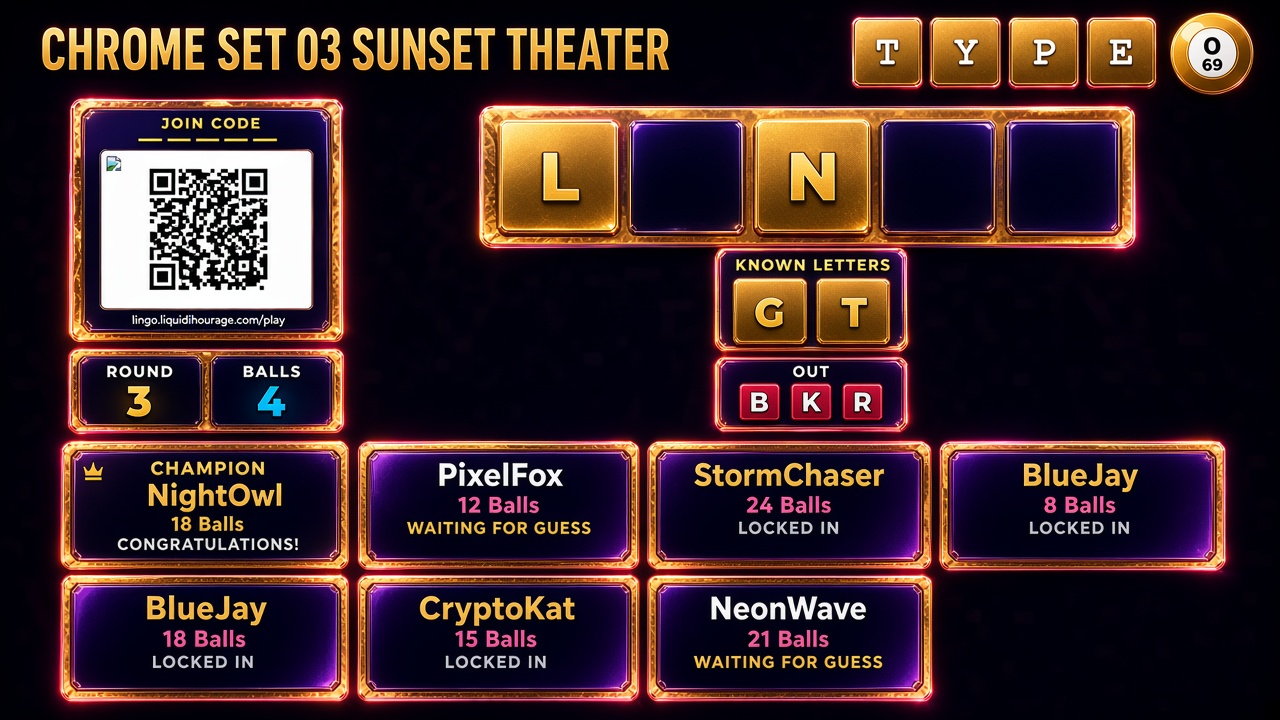 CHROME SET 03 SUNSET THEATER
T Y P E
O
69
JOIN CODE
lingo.liquidihourage.com/play
L N
KNOWN LETTERS
G T
OUT
B K R
ROUND
3
BALLS
4
CHAMPION
NightOwl
18 Balls
CONGRATULATIONS!
PixelFox
12 Balls
WAITING FOR GUESS
StormChaser
24 Balls
LOCKED IN
BlueJay
8 Balls
LOCKED IN
BlueJay
18 Balls
LOCKED IN
CryptoKat
15 Balls
LOCKED IN
NeonWave
21 Balls
WAITING FOR GUESS